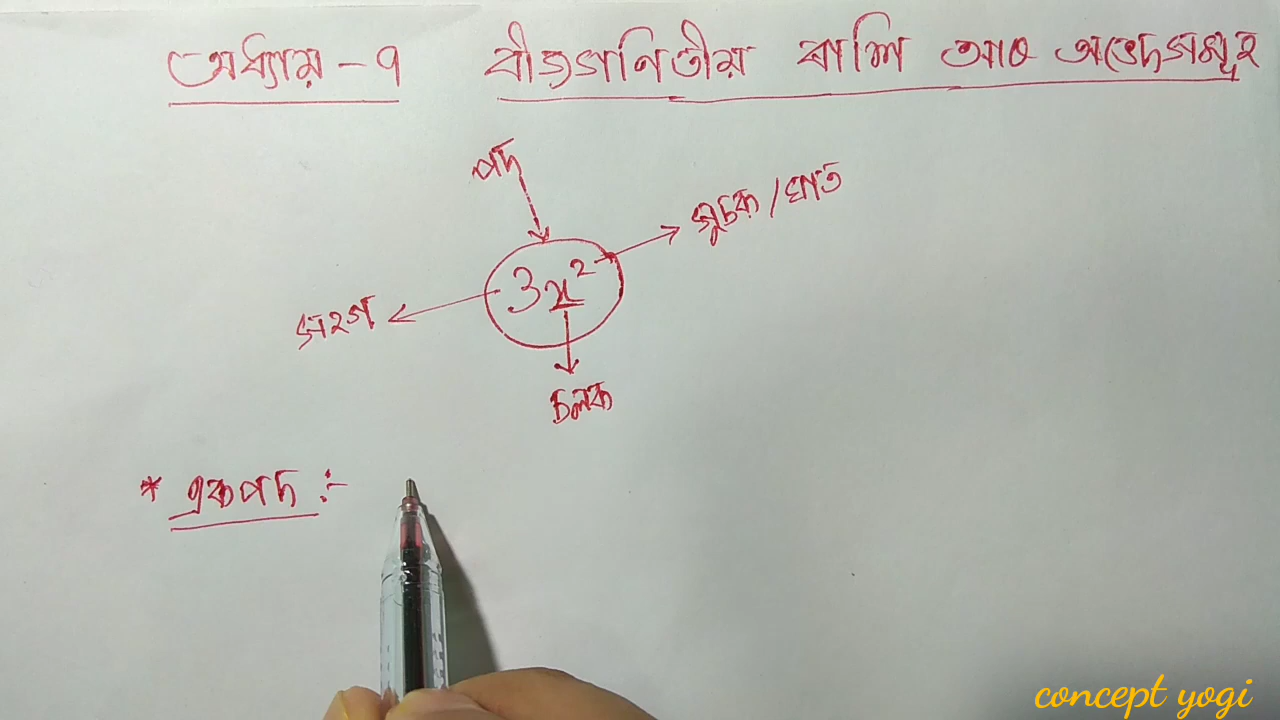 অধ্যায় - ৭ বীজগণিতীয় ৰাশি আৰু অভেদসমূহ
পদ
সূচক / ঘাত
3x²
সহগ
চলক
* একপদ :-
concept yogi